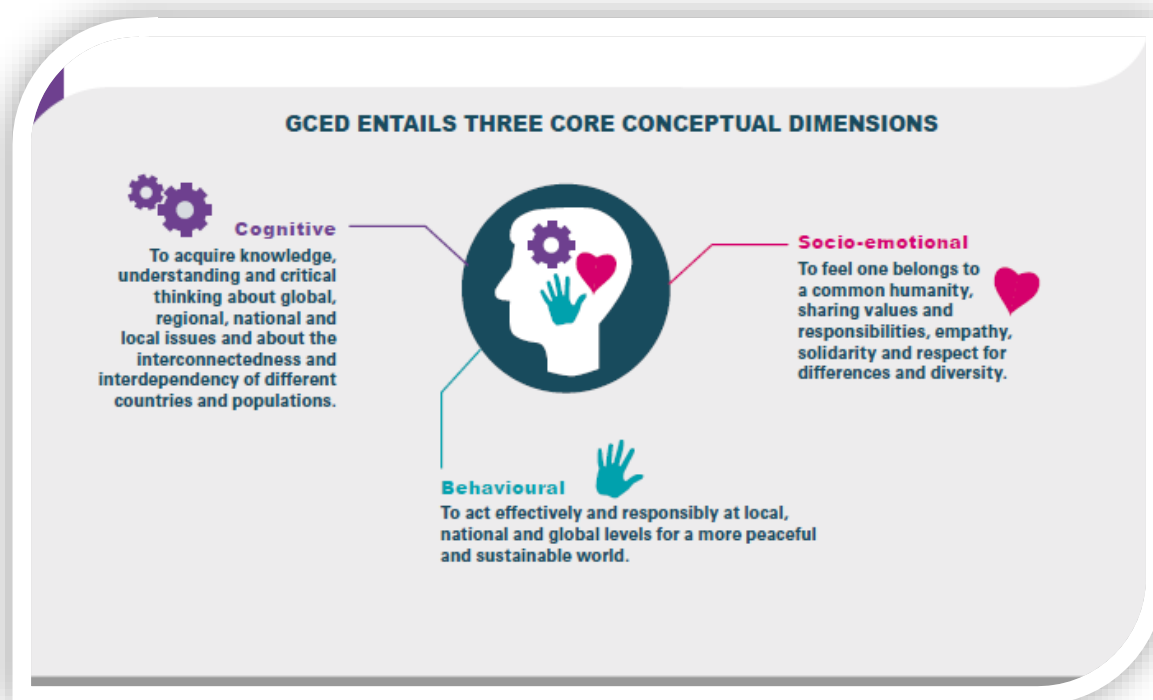 GCED ENTAILS THREE CORE CONCEPTUAL DIMENSIONS
Cognitive
To acquire knowledge,
understanding and critical
thinking about global,
regional, national and
local issues and about the
interconnectedness and
interdependency of different
countries and populations.
Socio-emotional
To feel one belongs to
a common humanity,
sharing values and
responsibilities, empathy,
solidarity and respect for
differences and diversity.
Behavioural
To act effectively and responsibly at local,
national and global levels for a more peaceful
and sustainable world.